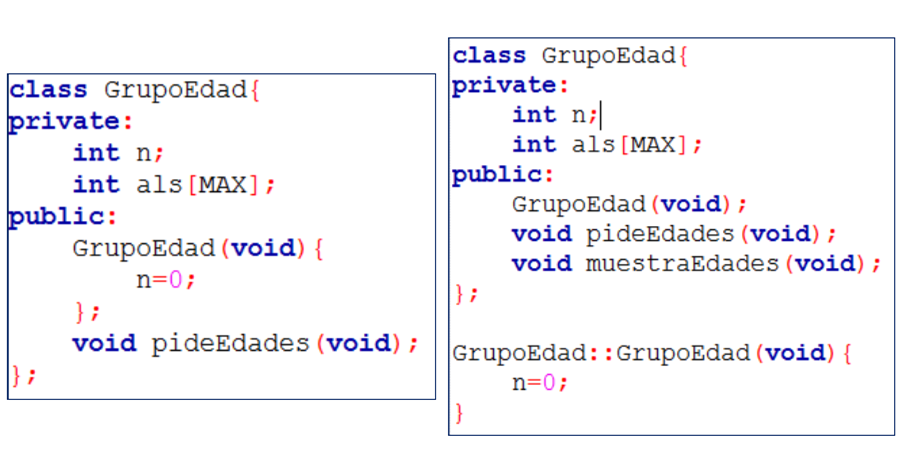 class GrupoEdad{
private:
    int n;
    int als[MAX];
public:
    GrupoEdad(void){
        n=0;
    };
    void pideEdades(void);
};
class GrupoEdad{
private:
    int n;
    int als[MAX];
public:
    GrupoEdad(void);
    void pideEdades(void);
    void muestraEdades(void);
};
GrupoEdad::GrupoEdad(void){
    n=0;
}